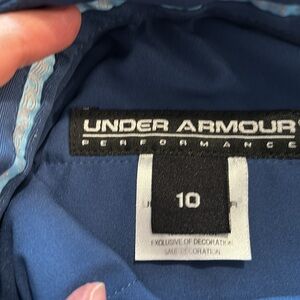 UNDER ARMOUR
PERFORMANCE
10
EXCLUSIVE OF DECORATION